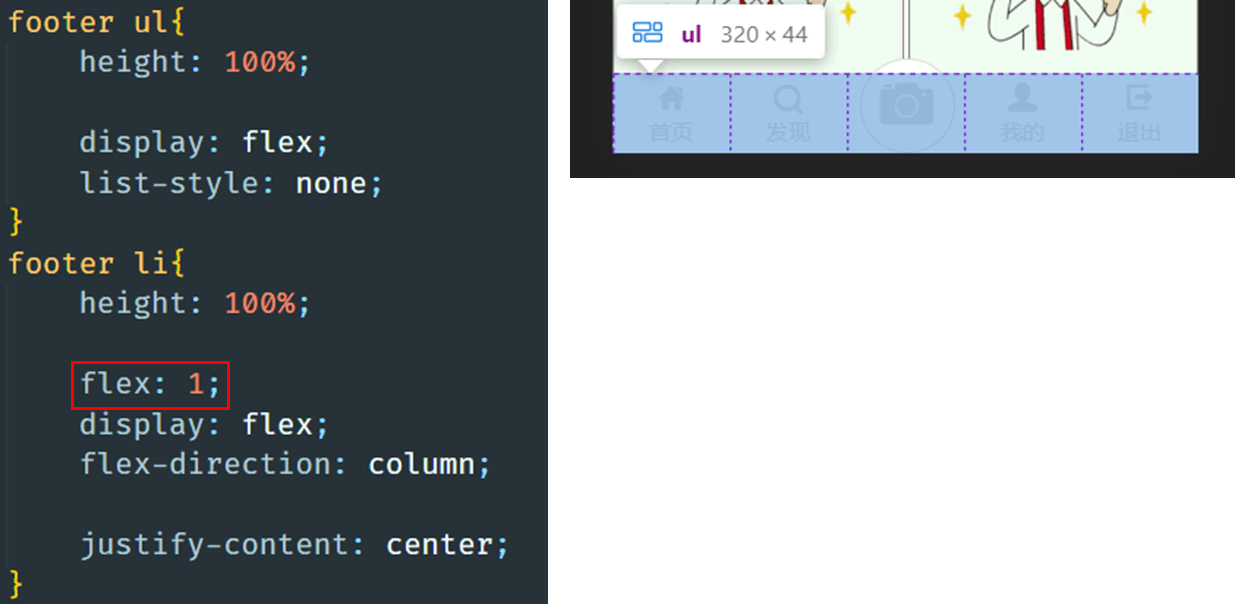 footer ul{
height: 100%;
display: flex;
list-style: none;
}
footer li{
height: 100%;
flex: 1;
display: flex;
flex-direction: column;
justify-content: center;
}
ul 320 × 44
首页 发现 我的 退出